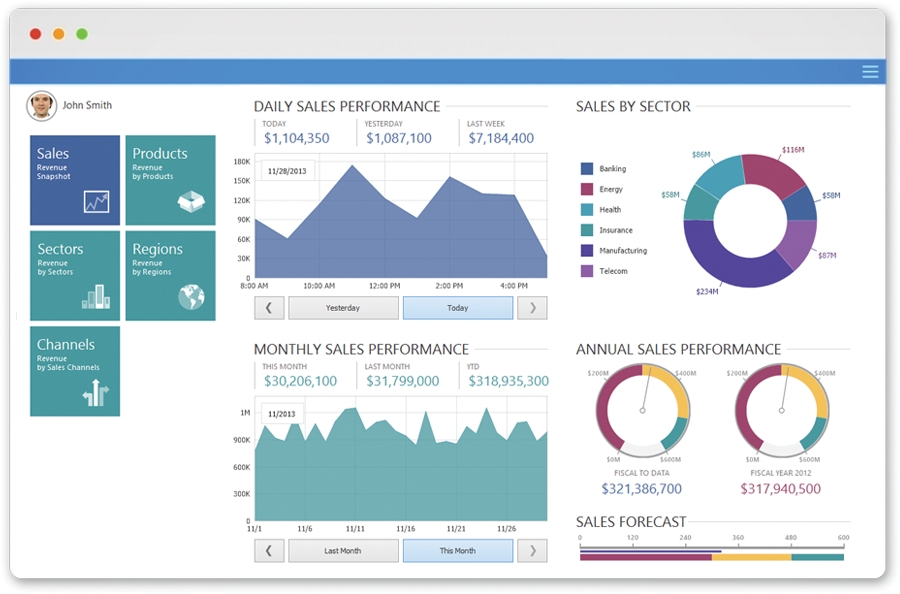 John Smith
Sales
Revenue
Snapshot
Products
Revenue
by Products
Sectors
Revenue
by Sectors
Regions
Revenue
by Regions
Channels
Revenue
by Sales Channels
DAILY SALES PERFORMANCE
TODAY YESTERDAY LAST WEEK
$1,104,350 $1,087,100 $7,184,400
180K
11/28/2013
150K
120K
90K
60K
30K
0
8:00 AM 10:00 AM 12:00 PM 2:00 PM 4:00 PM
Yesterday Today
MONTHLY SALES PERFORMANCE
THIS MONTH LAST MONTH YTD
$30,206,100 $31,799,000 $318,935,300
1M
11/2013
900K
600K
300K
0
11/1 11/6 11/11 11/16 11/21 11/26
Last Month This Month
SALES BY SECTOR
Banking
Energy
Health
Insurance
Manufacturing
Telecom
$86M $116M
$58M $58M
$87M
$234M
ANNUAL SALES PERFORMANCE
$200M $400M $200M $400M
$0M $600M $0M $600M
FISCAL TO DATA FISCAL YEAR 2012
$321,386,700 $317,940,500
SALES FORECAST
0 120 240 360 480 600